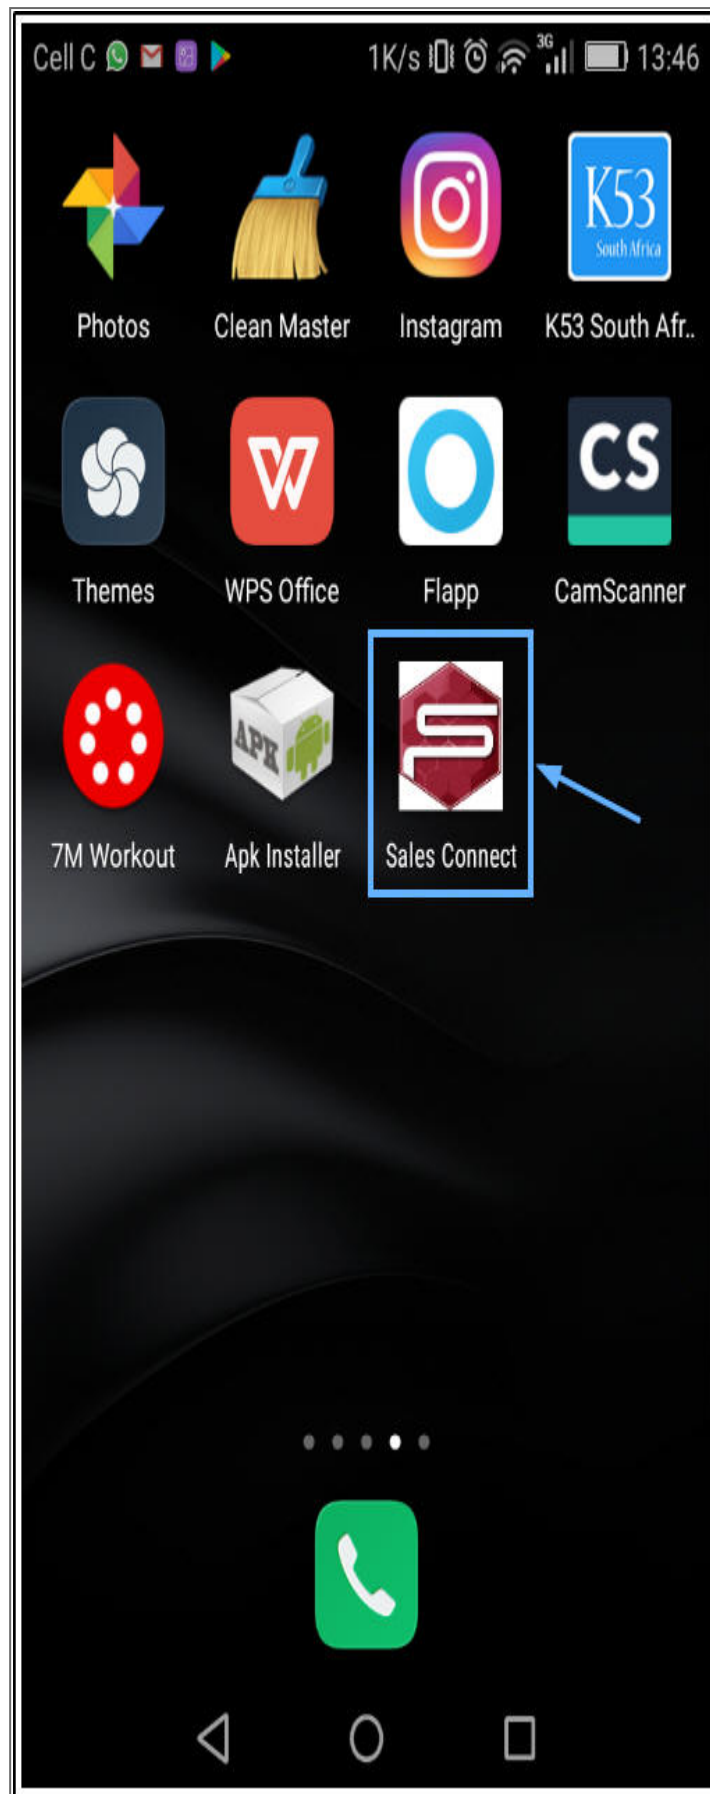 Cell C 1K/s 3G 13:46
K53
South Africa
Photos Clean Master Instagram K53 South Afr..
CS
Themes WPS Office Flapp CamScanner
APK
7M Workout Apk Installer Sales Connect